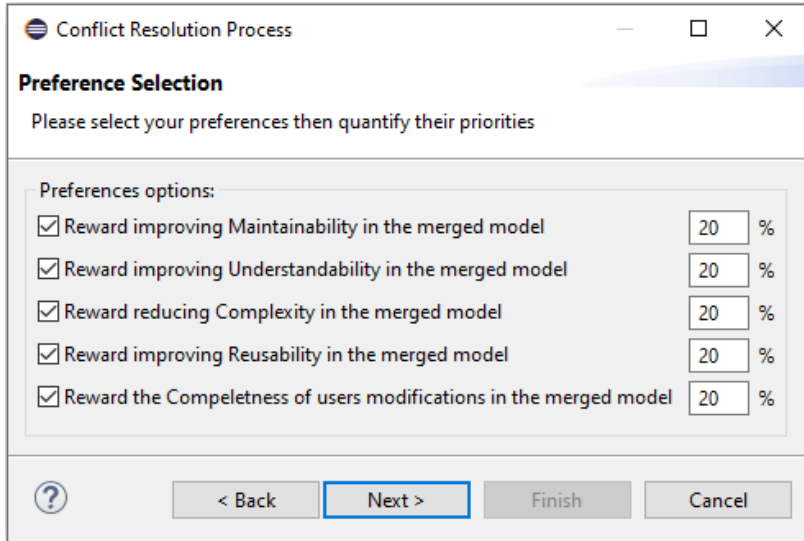 Conflict Resolution Process
Preference Selection
Please select your preferences then quantify their priorities
Preferences options:
Reward improving Maintainability in the merged model 20 %
Reward improving Understandability in the merged model 20 %
Reward reducing Complexity in the merged model 20 %
Reward improving Reusability in the merged model 20 %
Reward the Compeletness of users modifications in the merged model 20 %
? < Back Next > Finish Cancel